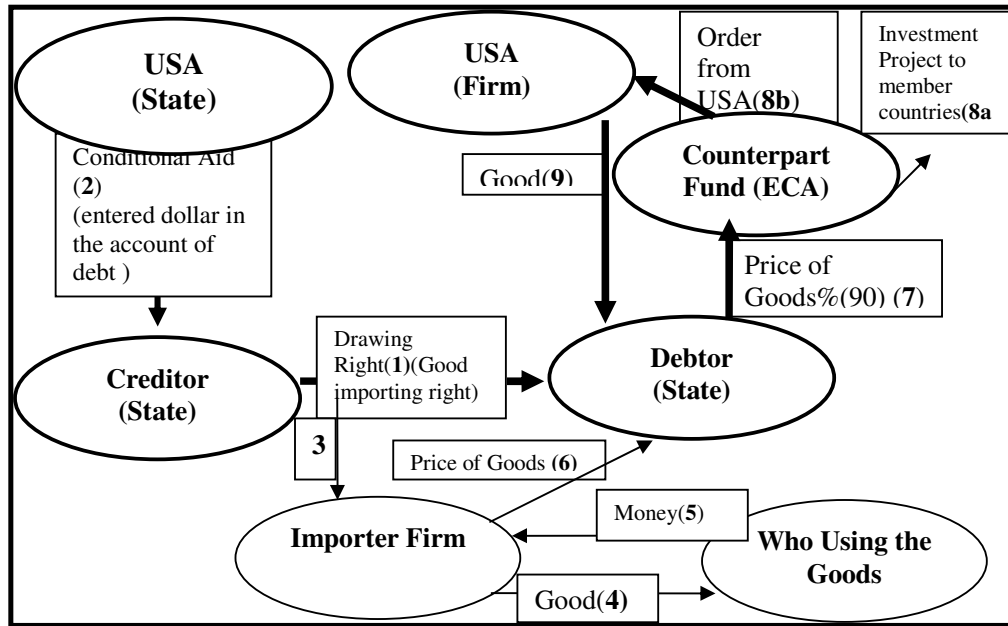 USA
(State)
USA
(Firm)
Order
from
USA(8b)
Investment
Project to
member
countries(8a
Conditional Aid
(2)
(entered dollar in
the account of
debt )
Good(9)
Counterpart
Fund (ECA)
Price of
Goods%(90) (7)
Creditor
(State)
Drawing
Right(1)(Good
importing right)
Debtor
(State)
3
Price of Goods (6)
Importer Firm
Money(5)
Who Using the
Goods
Good(4)